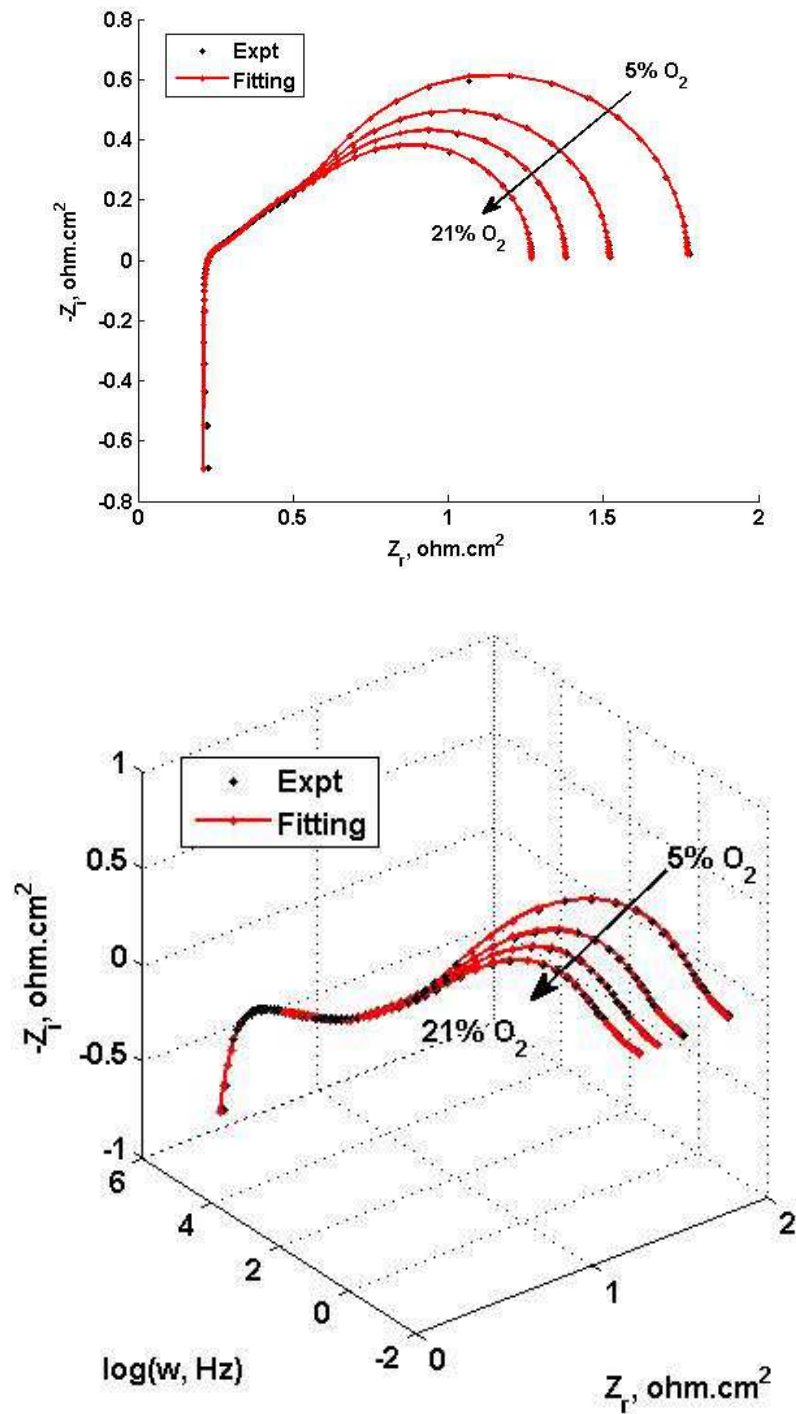 0.8
0.6
0.4
0.2
0
-0.2
-0.4
-0.6
-0.8
-Zi, ohm.cm2
Expt
Fitting
5% O2
21% O2
0 0.5 1 1.5 2
Zr, ohm.cm2
1
0.5
0
-0.5
-1
-Zi, ohm.cm2
Expt
Fitting
5% O2
21% O2
6
4
2
0
-2
0
1
2
log(w, Hz)
Zr, ohm.cm2